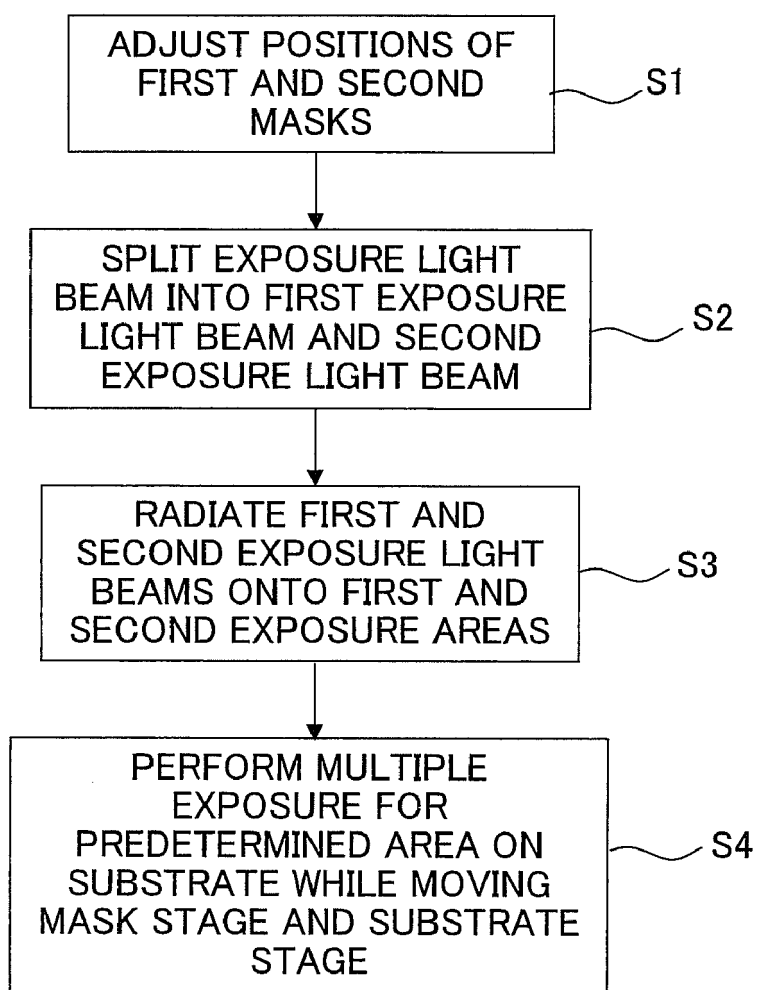 ADJUST POSITIONS OF
FIRST AND SECOND
MASKS
S1
SPLIT EXPOSURE LIGHT
BEAM INTO FIRST EXPOSURE
LIGHT BEAM AND SECOND
EXPOSURE LIGHT BEAM
S2
RADIATE FIRST AND
SECOND EXPOSURE LIGHT
BEAMS ONTO FIRST AND
SECOND EXPOSURE AREAS
S3
PERFORM MULTIPLE
EXPOSURE FOR
PREDETERMINED AREA ON
SUBSTRATE WHILE MOVING
MASK STAGE AND SUBSTRATE
STAGE
S4